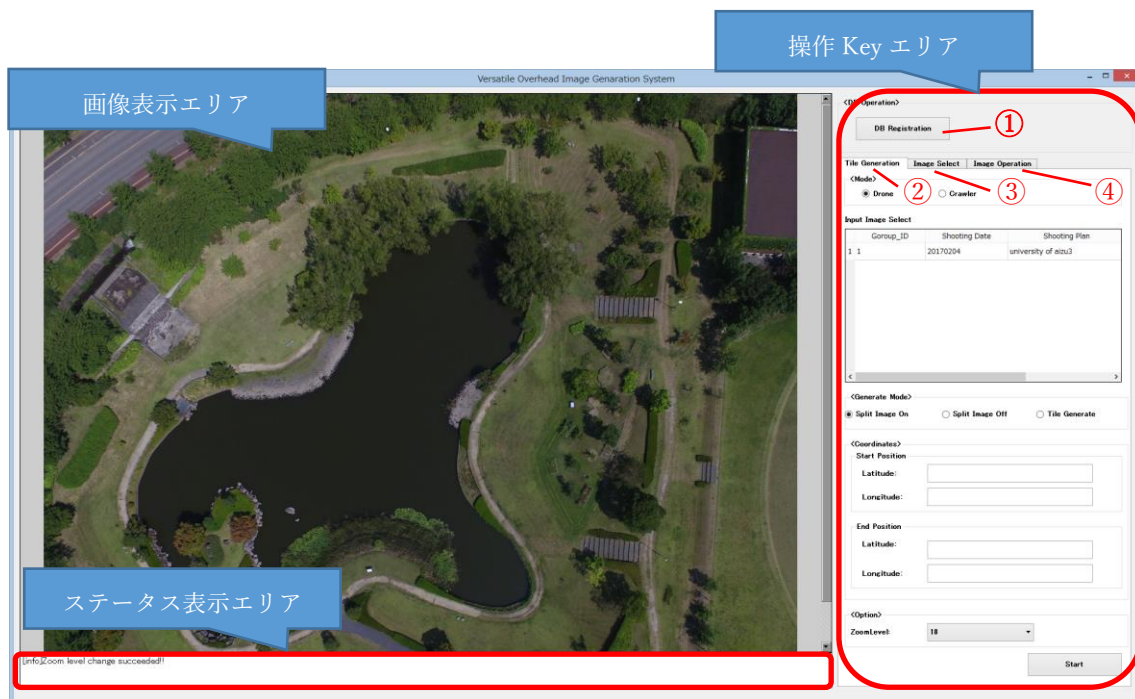 操作 Key エリア
Versatile Overhead Image Genaration System
画像表示エリア
<DB Operation>
DB Registration
①
Tile Generation Image Select Image Operation
② ③ ④
<Mode>
Drone Crawler
Input Image Select
Goroup_ID Shooting Date Shooting Plan
1 1 20170204 university of aizu3
<Generate Mode>
Split Image On Split Image Off Tile Generate
<Coordinates>
Start Position
Latitude:
Longitude:
End Position
Latitude:
Longitude:
ステータス表示エリア
<Option>
ZoomLevel: 18
[info]Zoom level change succeeded!!
Start